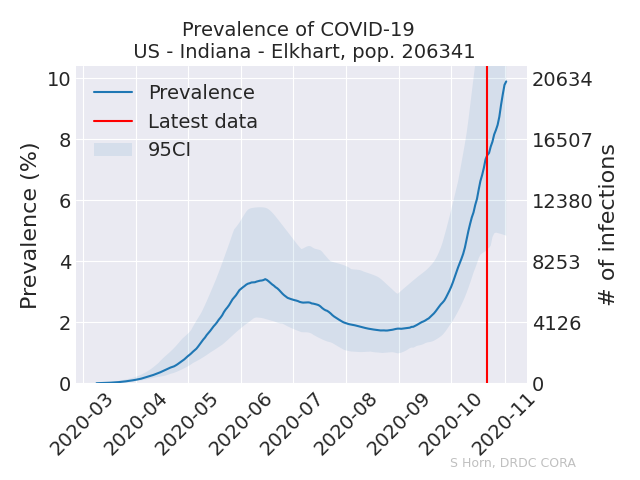 Prevalence of COVID-19
US - Indiana - Elkhart, pop. 206341
Prevalence
Latest data
95CI
Prevalence (%)
10
8
6
4
2
0
20634
16507
12380
8253
4126
0
# of infections
2020-03
2020-04
2020-05
2020-06
2020-07
2020-08
2020-09
2020-10
2020-11
S Horn, DRDC CORA